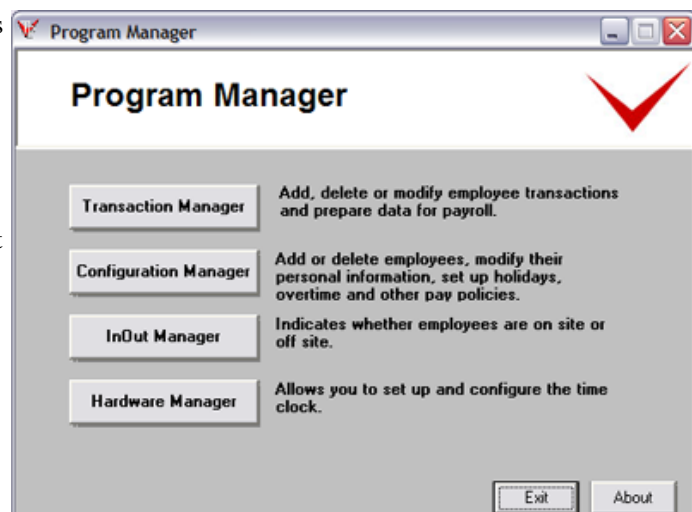 s
Program Manager
Program Manager
Transaction Manager
Add, delete or modify employee transactions
and prepare data for payroll.
t
Configuration Manager
Add or delete employees, modify their
personal information, set up holidays,
overtime and other pay policies.
InOut Manager
Indicates whether employees are on site or
off site.
Hardware Manager
Allows you to set up and configure the time
clock.
Exit
About